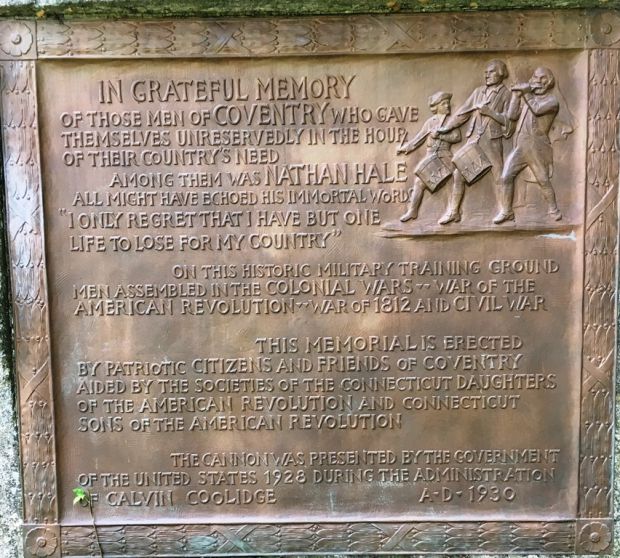 IN GRATEFUL MEMORY
OF THOSE MEN OF COVENTRY WHO GAVE
THEMSELVES UNRESERVEDLY IN THE HOUR
OF THEIR COUNTRY'S NEED
AMONG THEM WAS NATHAN HALE
ALL MIGHT HAVE ECHOED HIS IMMORTAL WORDS
"I ONLY REGRET THAT I HAVE BUT ONE
LIFE TO LOSE FOR MY COUNTRY"
ON THIS HISTORIC MILITARY TRAINING GROUND
MEN ASSEMBLED IN THE COLONIAL WARS -- WAR OF THE
AMERICAN REVOLUTION -- WAR OF 1812 AND CIVIL WAR
THIS MEMORIAL IS ERECTED
BY PATRIOTIC CITIZENS AND FRIENDS OF COVENTRY
AIDED BY THE SOCIETIES OF THE CONNECTICUT DAUGHTERS
OF THE AMERICAN REVOLUTION AND CONNECTICUT
SONS OF THE AMERICAN REVOLUTION
THE CANNON WAS PRESENTED BY THE GOVERNMENT
OF THE UNITED STATES 1928 DURING THE ADMINISTRATION
OF CALVIN COOLIDGE A-D-1930